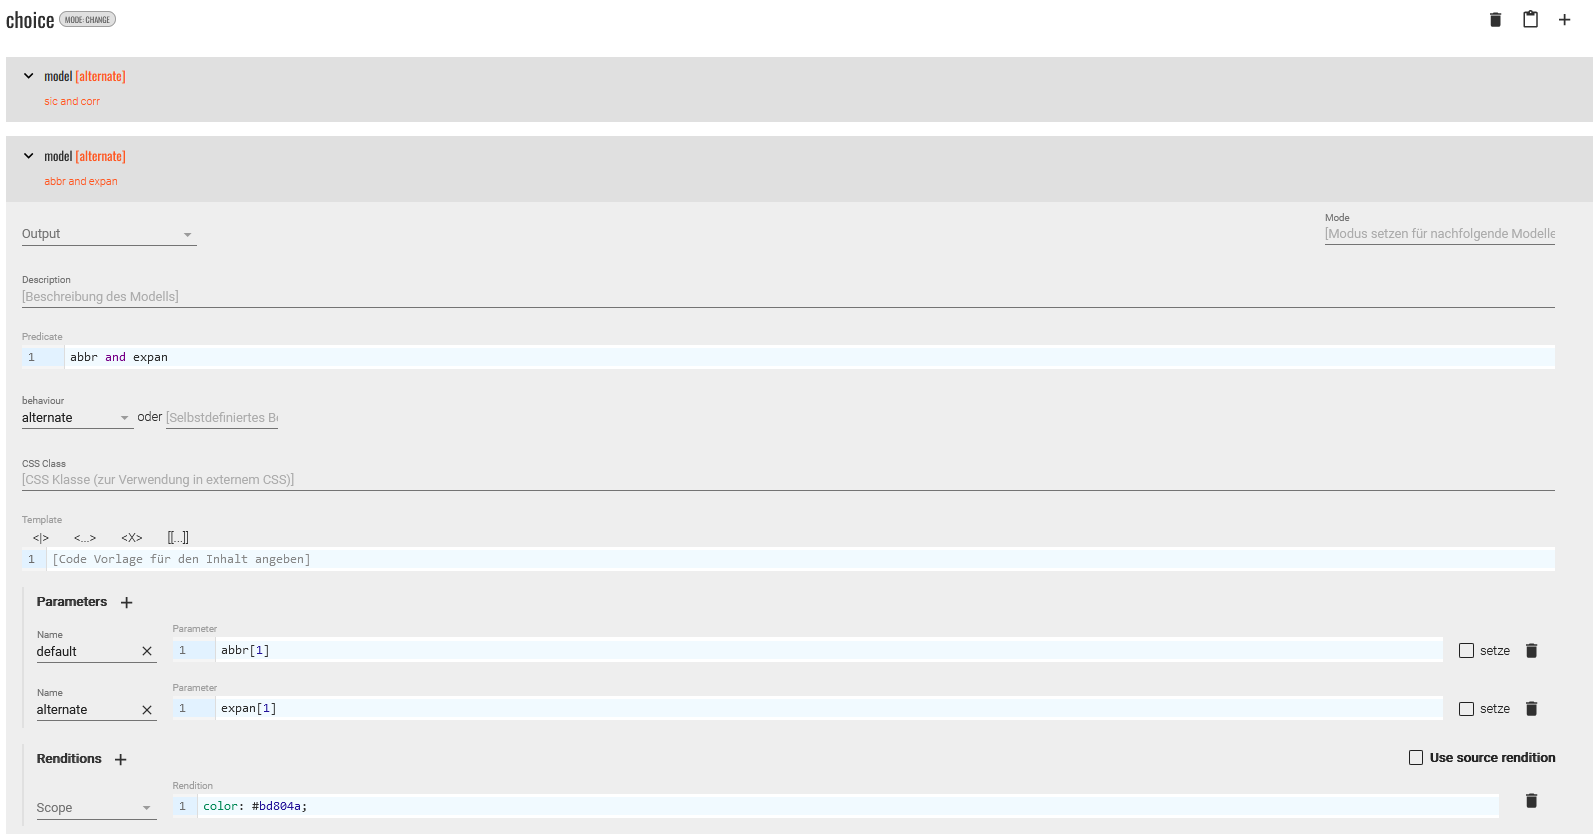 choice MODE: CHANGE
model [alternate]
sic and corr
model [alternate]
abbr and expan
Output
Mode
[Modus setzen für nachfolgende Modelle
Description
[Beschreibung des Modells]
Predicate
1 abbr and expan
behaviour
alternate oder [Selbstdefiniertes Be
CSS Class
[CSS Klasse (zur Verwendung in externem CSS)]
Template
<|> <...> <X> [[...]]
1 [Code Vorlage für den Inhalt angeben]
Parameters +
Name Parameter
default 1 abbr[1] setze
Name Parameter
alternate 1 expan[1] setze
Renditions + Use source rendition
Rendition
Scope 1 color: #bd804a;